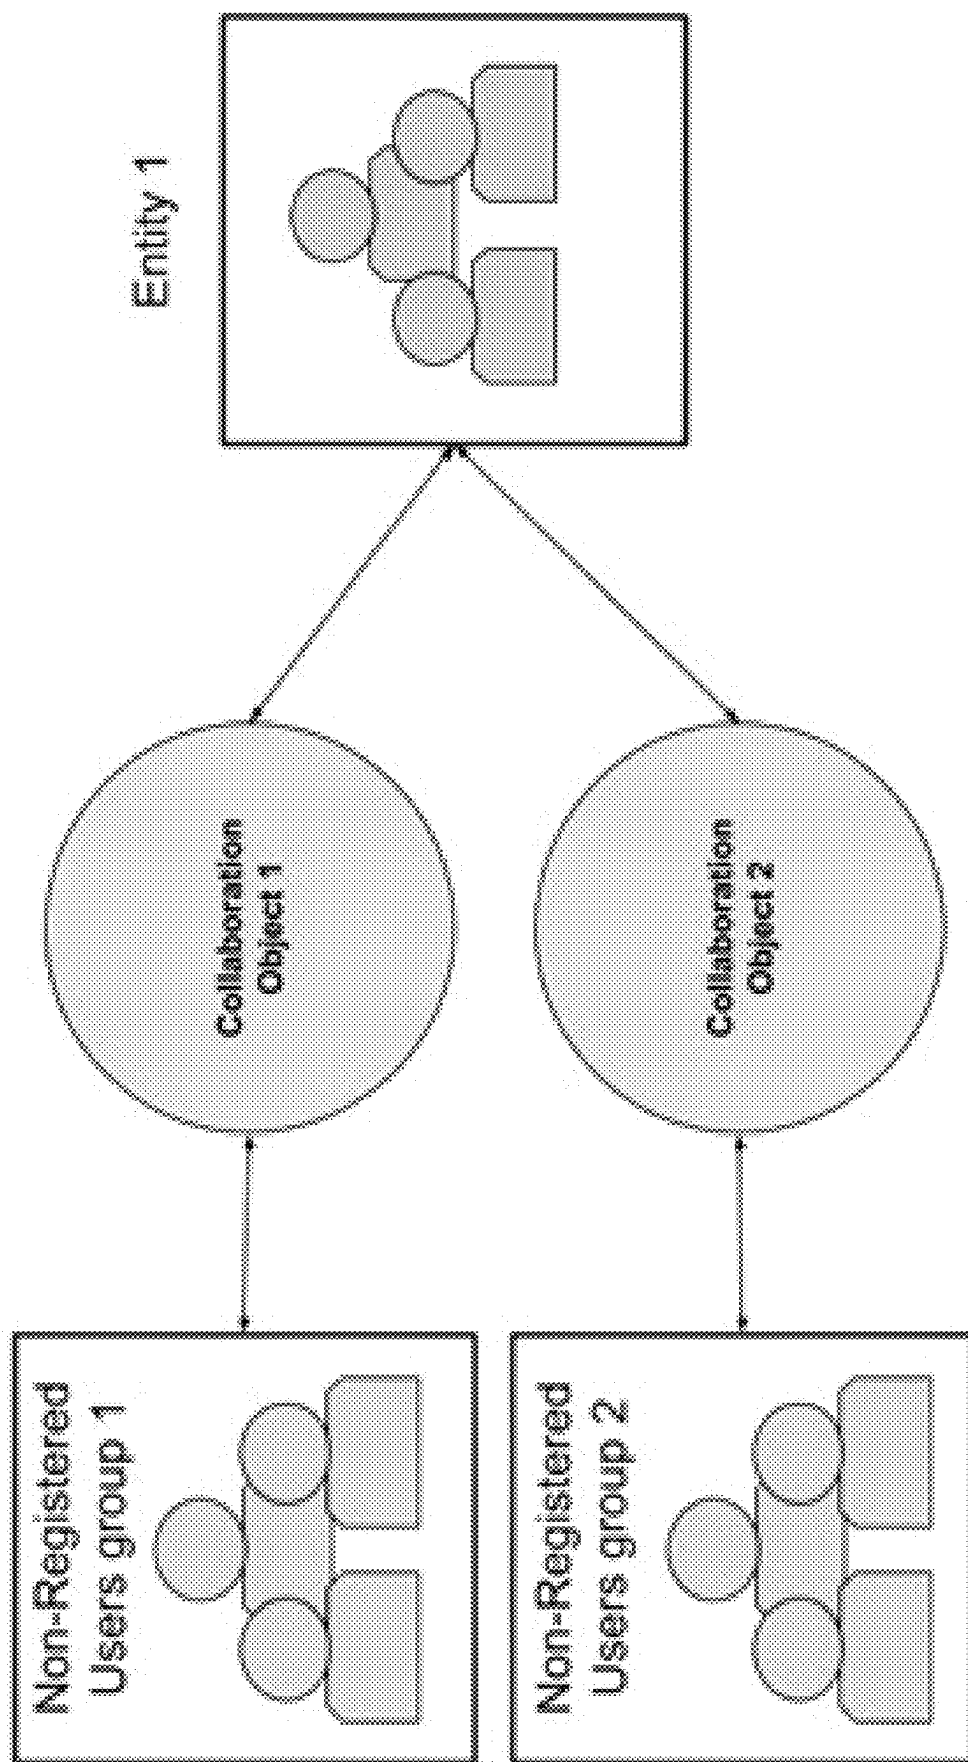 Non-Registered
Users group 1
Collaboration
Object 1
Entity 1
Non-Registered
Users group 2
Collaboration
Object 2